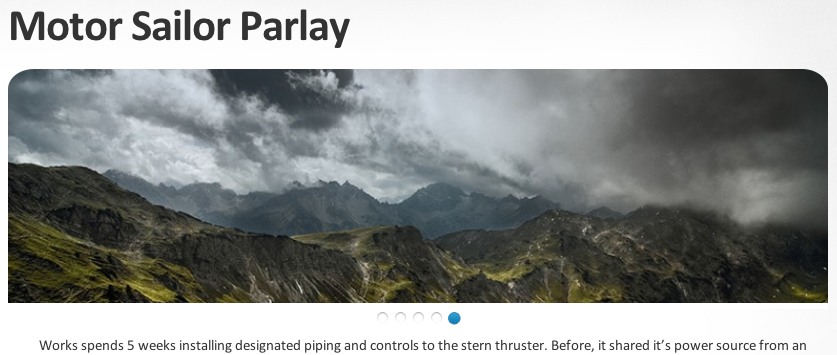 Motor Sailor Parlay
Works spends 5 weeks installing designated piping and controls to the stern thruster. Before, it shared it’s power source from an